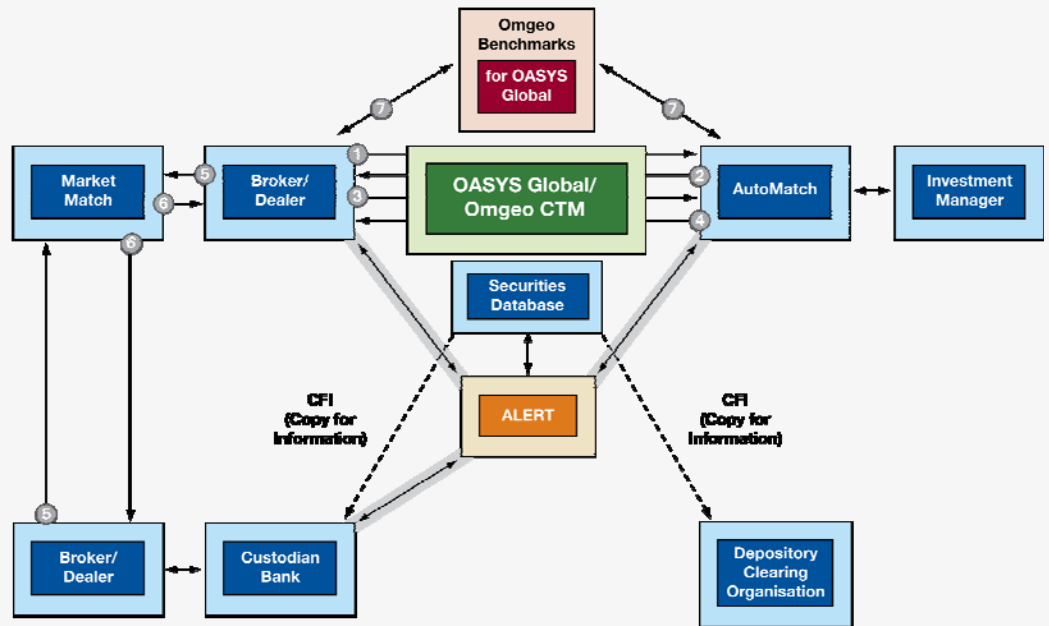 Omgeo
Benchmarks
for OASYS
Global
7
7
1
Market
Match
5
Broker/
Dealer
3
6
OASYS Global/
Omgeo CTM
2
4
AutoMatch
Investment
Manager
6
Securities
Database
CFI
(Copy for
Information)
ALERT
CFI
(Copy for
Information)
5
Broker/
Dealer
Custodian
Bank
Depository
Clearing
Organisation